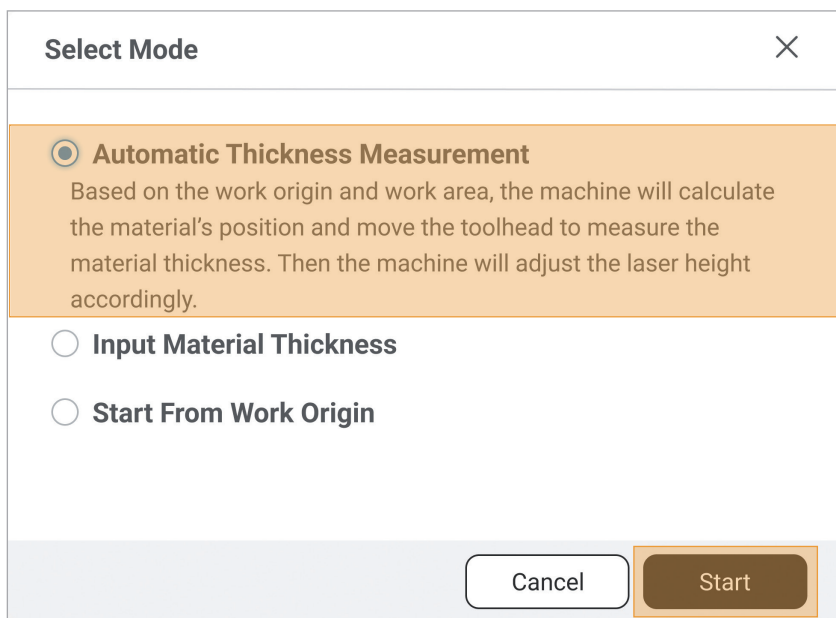 Select Mode
Automatic Thickness Measurement
Based on the work origin and work area, the machine will calculate
the material's position and move the toolhead to measure the
material thickness. Then the machine will adjust the laser height
accordingly.
Input Material Thickness
Start From Work Origin
Cancel
Start